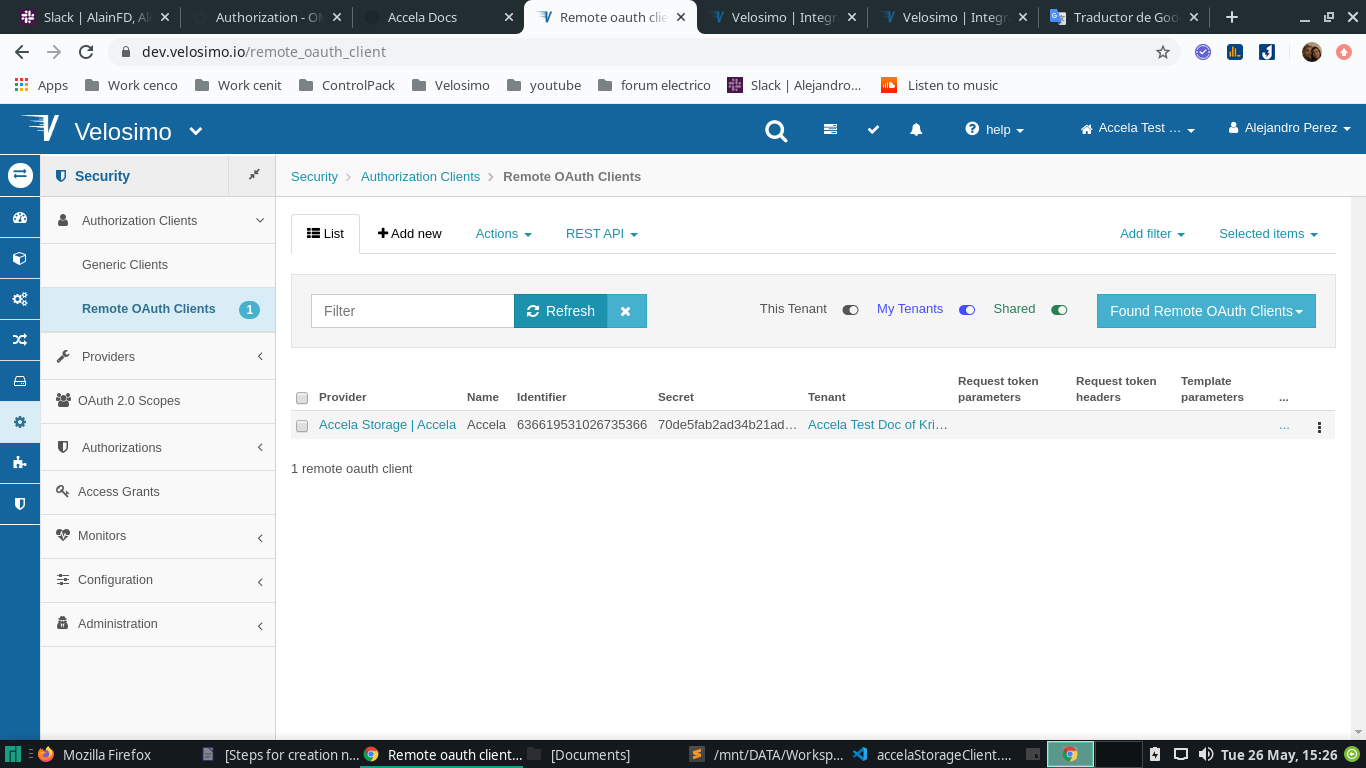 Slack | AlainFD, Al
Authorization - O
Accela Docs
Remote oauth clie
Velosimo | Integr
Velosimo | Integr
Traductor de Goo
dev.velosimo.io/remote_oauth_client
Apps
Work cenco
Work cenit
ControlPack
Velosimo
youtube
forum electrico
Slack | Alejandro...
Listen to music
Velosimo
help
Accela Test ...
Alejandro Perez
Security
Security
Authorization Clients
Remote OAuth Clients
Authorization Clients
Generic Clients
Remote OAuth Clients 1
Providers
OAuth 2.0 Scopes
Authorizations
Access Grants
Monitors
Configuration
Administration
List
Add new
Actions
REST API
Add filter
Selected items
Filter
Refresh
This Tenant
My Tenants
Shared
Found Remote OAuth Clients
Provider
Name
Identifier
Secret
Tenant
Request token parameters
Request token headers
Template parameters
...
Accela Storage | Accela
Accela
636619531026735366
70de5fab2ad34b21ad...
Accela Test Doc of Kri...
...
1 remote oauth client
Mozilla Firefox
[Steps for creation n...
Remote oauth client...
[Documents]
/mnt/DATA/Worksp...
accelaStorageClient....
Tue 26 May, 15:26